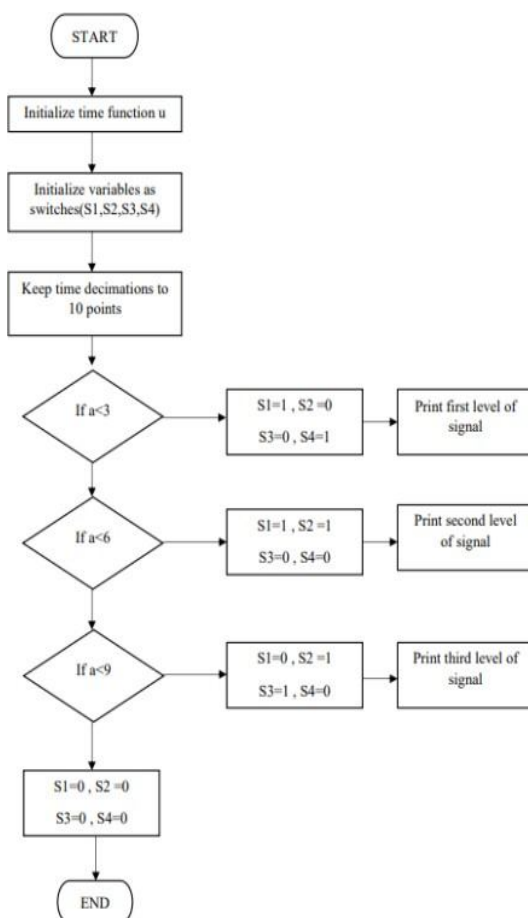 START
Initialize time function u
Initialize variables as
switches(S1,S2,S3,S4)
Keep time decimations to
10 points
If a<3
S1=1 , S2 =0
S3=0 , S4=1
Print first level of
signal
If a<6
S1=1 , S2 =1
S3=0 , S4=0
Print second level
of signal
If a<9
S1=0 , S2 =1
S3=1 , S4=0
Print third level of
signal
S1=0 , S2 =0
S3=0 , S4=0
END